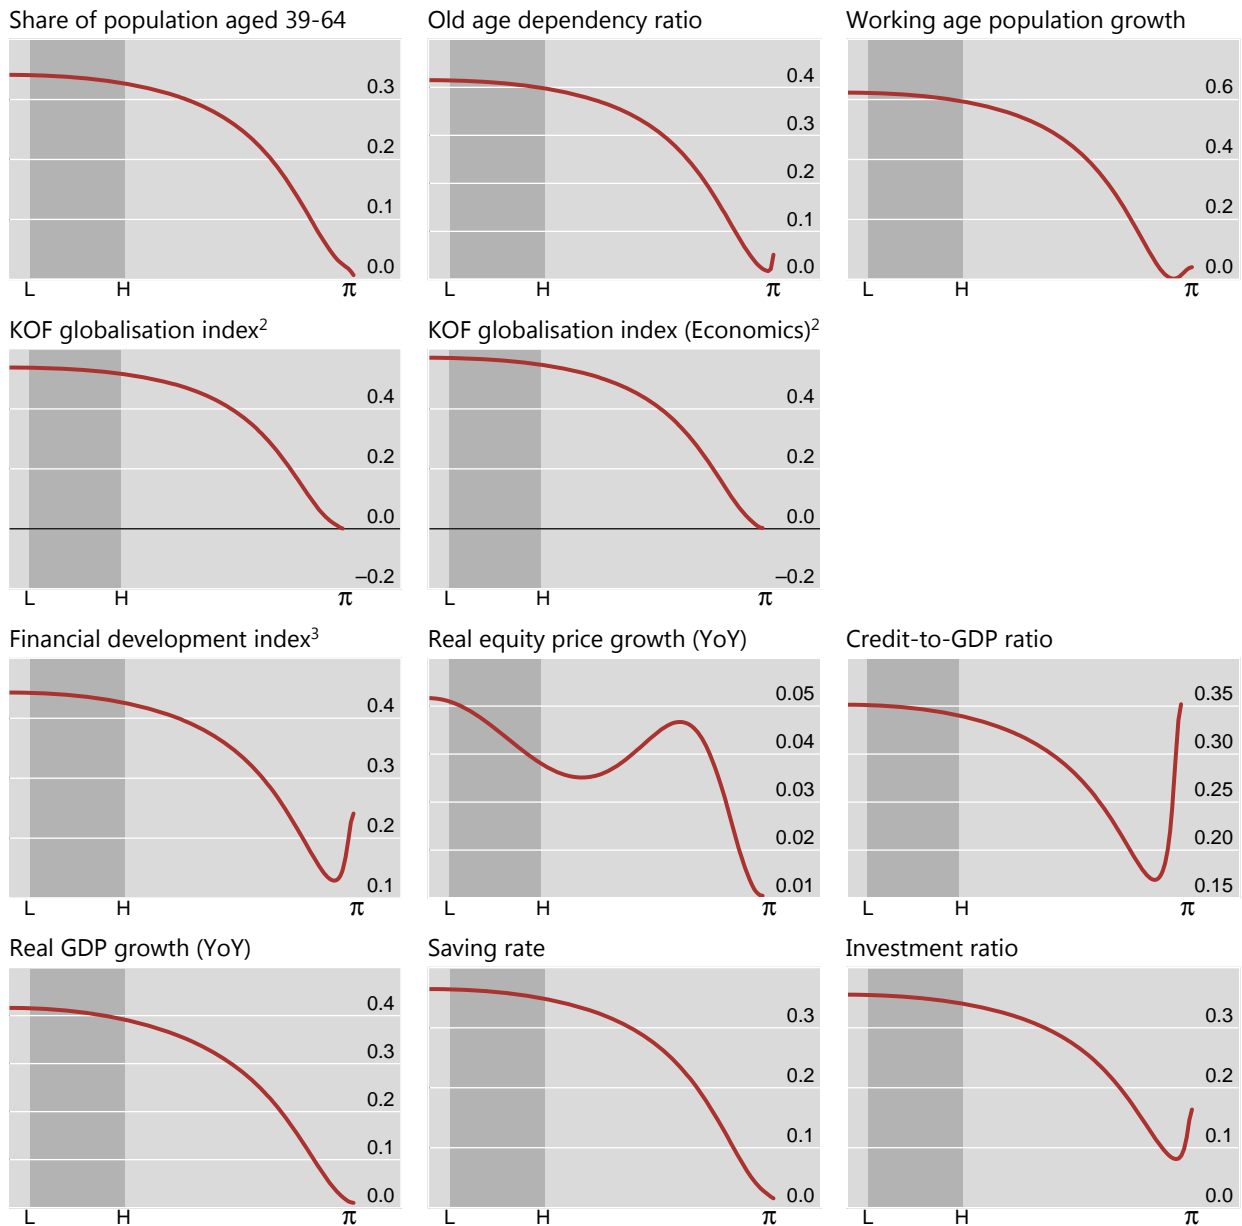 Share of population aged 39-64
0.3
0.2
0.1
0.0
L H π
Old age dependency ratio
0.4
0.3
0.2
0.1
0.0
L H π
Working age population growth
0.6
0.4
0.2
0.0
L H π
KOF globalisation index²
0.4
0.2
0.0
–0.2
L H π
KOF globalisation index (Economics)²
0.4
0.2
0.0
–0.2
L H π
Financial development index³
0.4
0.3
0.2
0.1
L H π
Real equity price growth (YoY)
0.05
0.04
0.03
0.02
0.01
L H π
Credit-to-GDP ratio
0.35
0.30
0.25
0.20
0.15
L H π
Real GDP growth (YoY)
0.4
0.3
0.2
0.1
0.0
L H π
Saving rate
0.3
0.2
0.1
0.0
L H π
Investment ratio
0.3
0.2
0.1
0.0
L H π